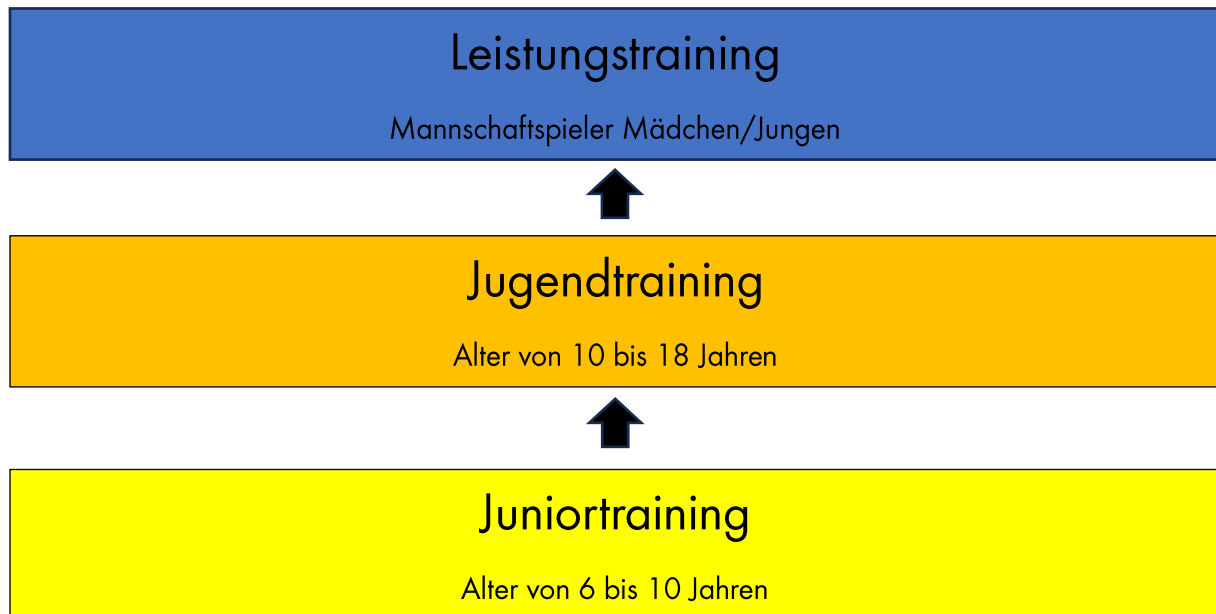 Leistungstraining
Mannschaftspieler Mädchen/Jungen
Jugendtraining
Alter von 10 bis 18 Jahren
Juniortraining
Alter von 6 bis 10 Jahren